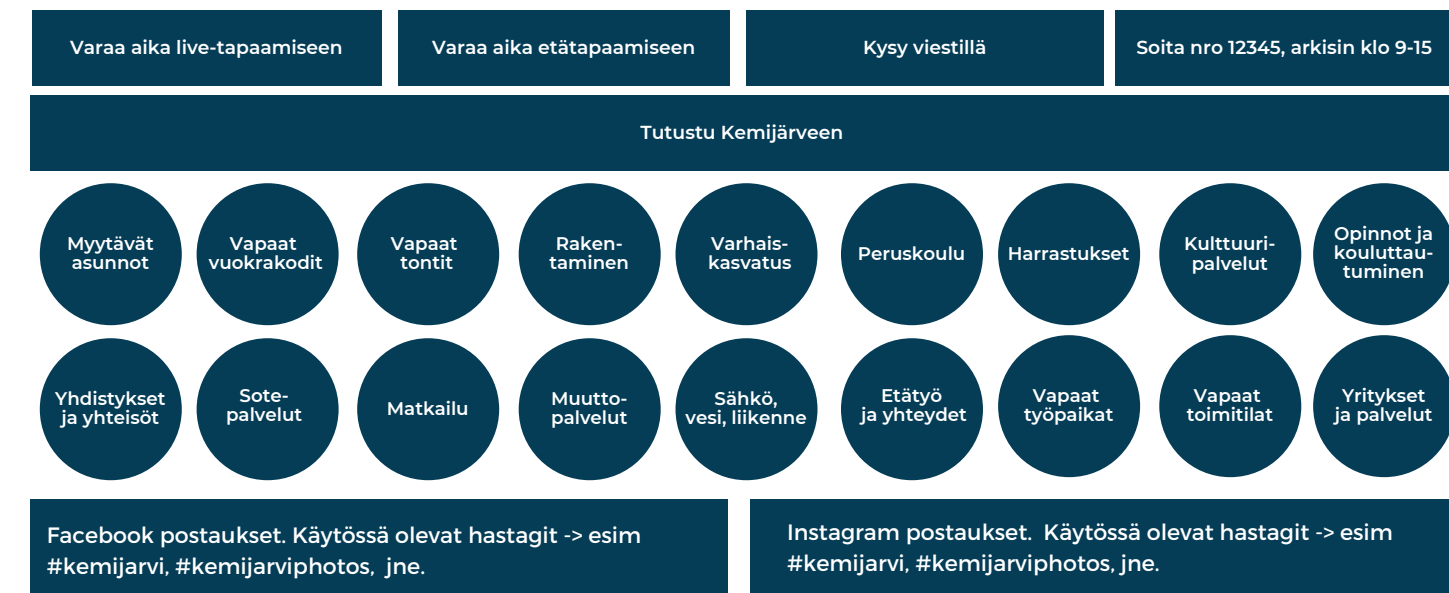 Varaa aika live-tapaamiseen
Varaa aika etätapaamiseen
Kysy viestillä
Soita nro 12345, arkisin klo 9-15
Tutustu Kemijärveen
Myytävät
asunnot
Vapaat
vuokrakodit
Vapaat
tontit
Raken-
taminen
Varhais-
kasvatus
Peruskoulu
Harrastukset
Kulttuuri-
palvelut
Opinnot ja
kouluttau-
tuminen
Yhdistykset
ja yhteisöt
Sote-
palvelut
Matkailu
Muutto-
palvelut
Sähkö,
vesi, liikenne
Etätyö
ja yhteydet
Vapaat
työpaikat
Vapaat
toimitilat
Yritykset
ja palvelut
Facebook postaukset. Käytössä olevat hastagit -> esim
#kemijarvi, #kemijarviphotos,  jne.
Instagram postaukset.  Käytössä olevat hastagit -> esim
#kemijarvi, #kemijarviphotos, jne.